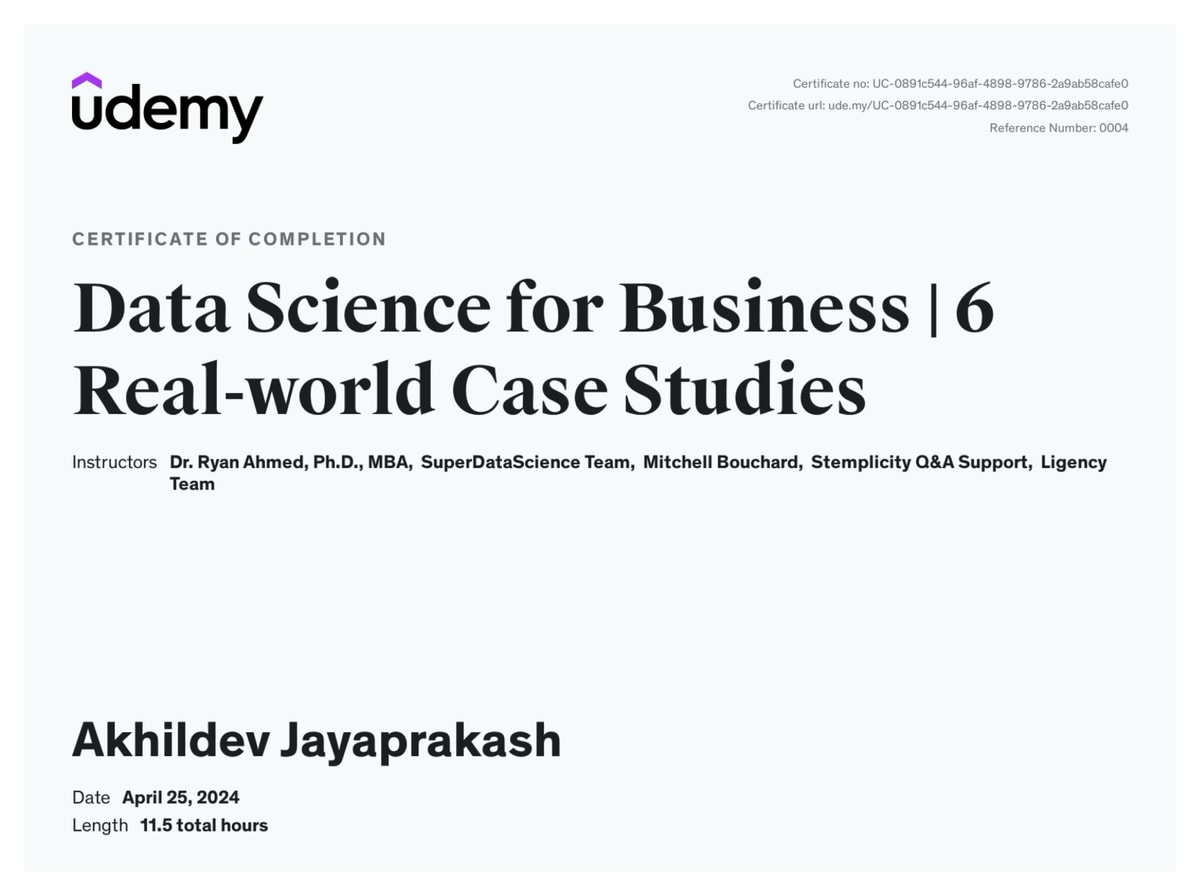 udemy
Certificate no: UC-0891c544-96af-4898-9786-2a9ab58cafe0
Certificate url: ude.my/UC-0891c544-96af-4898-9786-2a9ab58cafe0
Reference Number: 0004
CERTIFICATE OF COMPLETION
Data Science for Business | 6
Real-world Case Studies
Instructors Dr. Ryan Ahmed, Ph.D., MBA, SuperDataScience Team, Mitchell Bouchard, Stemplicity Q&A Support, Ligency
Team
Akhildev Jayaprakash
Date April 25, 2024
Length 11.5 total hours